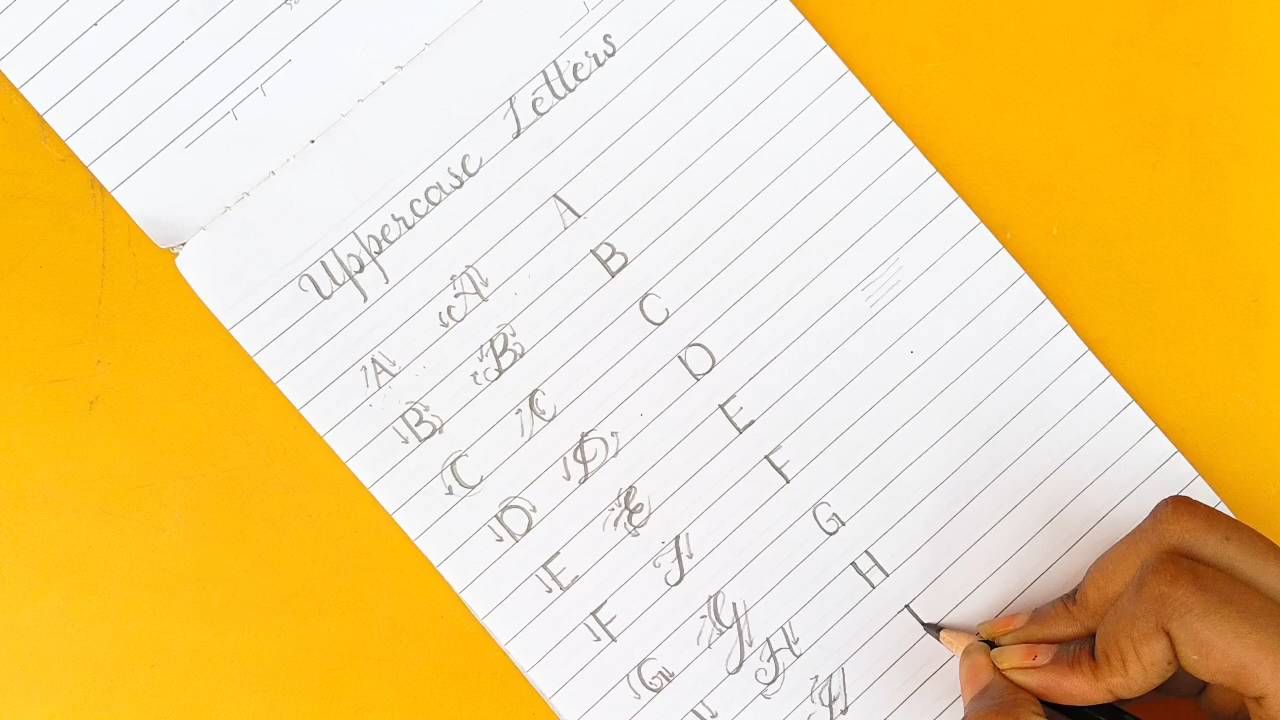 Uppercase Letters
A A A
B B B
C C C
D D D
E E E
F F F
G G G
H H